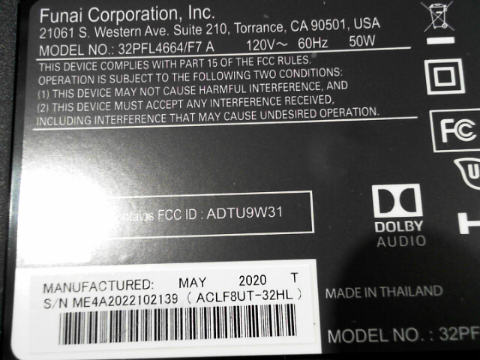 Funai Corporation, Inc.
21061 S. Western Ave. Suite 210, Torrance, CA 90501, USA
MODEL NO.: 32PFL4664/F7 A 120V~ 60Hz 50W
THIS DEVICE COMPLIES WITH PART 15 OF THE FCC RULES.
OPERATION IS SUBJECT TO THE FOLLOWING TWO CONDITIONS:
(1) THIS DEVICE MAY NOT CAUSE HARMFUL INTERFERENCE, AND
(2) THIS DEVICE MUST ACCEPT ANY INTERFERENCE RECEIVED,
INCLUDING INTERFERENCE THAT MAY CAUSE UNDESIRED OPERATION.
FC
FCC ID : ADTU9W31
DOLBY
AUDIO
MANUFACTURED: MAY 2020 T
S/N ME4A2022102139 ( ACLF8UT-32HL )
MADE IN THAILAND
MODEL NO. : 32PF